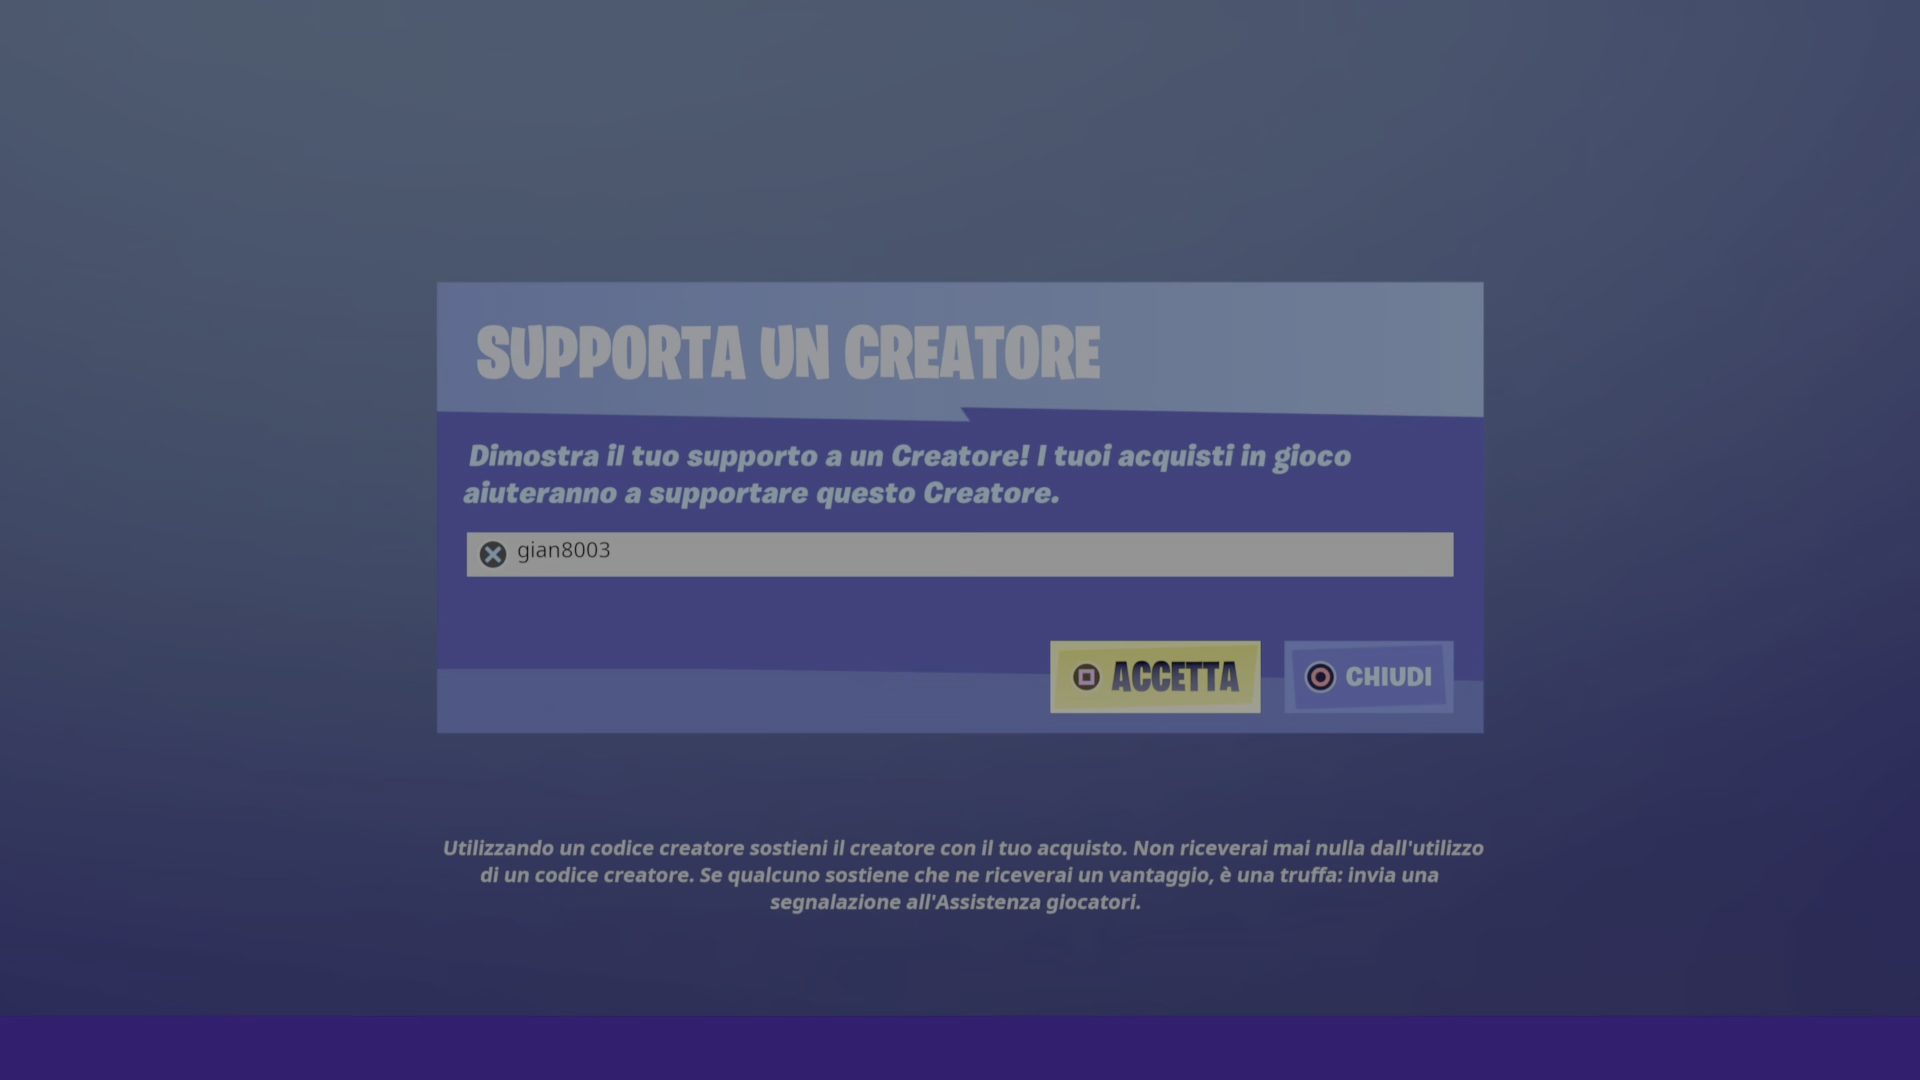 SUPPORTA UN CREATORE
Dimostra il tuo supporto a un Creatore! I tuoi acquisti in gioco
aiuteranno a supportare questo Creatore.
gian8003
ACCETTA
CHIUDI
Utilizzando un codice creatore sostieni il creatore con il tuo acquisto. Non riceverai mai nulla dall'utilizzo
di un codice creatore. Se qualcuno sostiene che ne riceverai un vantaggio, è una truffa: invia una
segnalazione all'Assistenza giocatori.